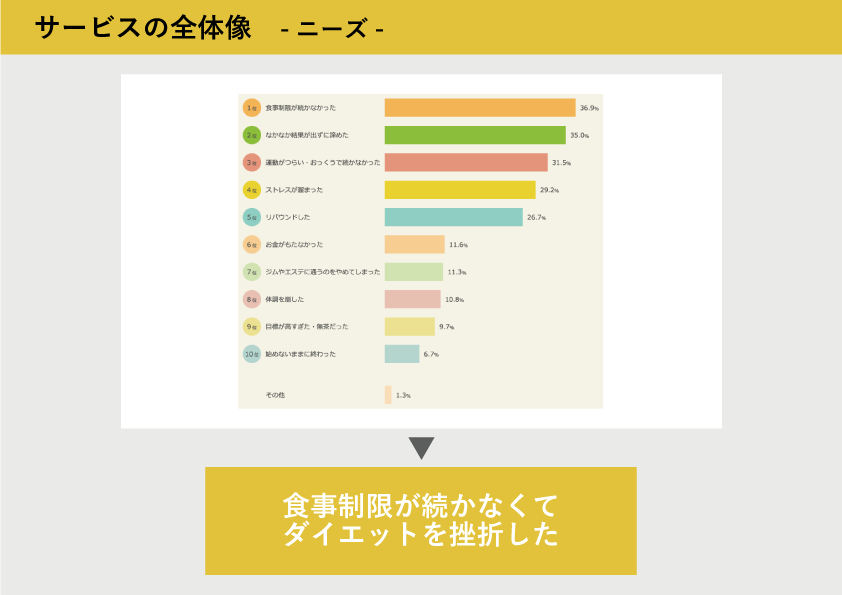 サービスの全体像 - ニーズ -
1位 食事制限が続かなかった 36.9%
2位 なかなか結果が出ずに諦めた 35.0%
3位 運動がつらい・おっくうで続かなかった 31.5%
4位 ストレスが溜まった 29.2%
5位 リバウンドした 26.7%
6位 お金がもたなかった 11.6%
7位 ジムやエステに通うのをやめてしまった 11.3%
8位 体調を崩した 10.8%
9位 目標が高すぎた・無茶だった 9.7%
10位 始めないままに終わった 6.7%
その他 1.3%
食事制限が続かなくて
ダイエットを挫折した